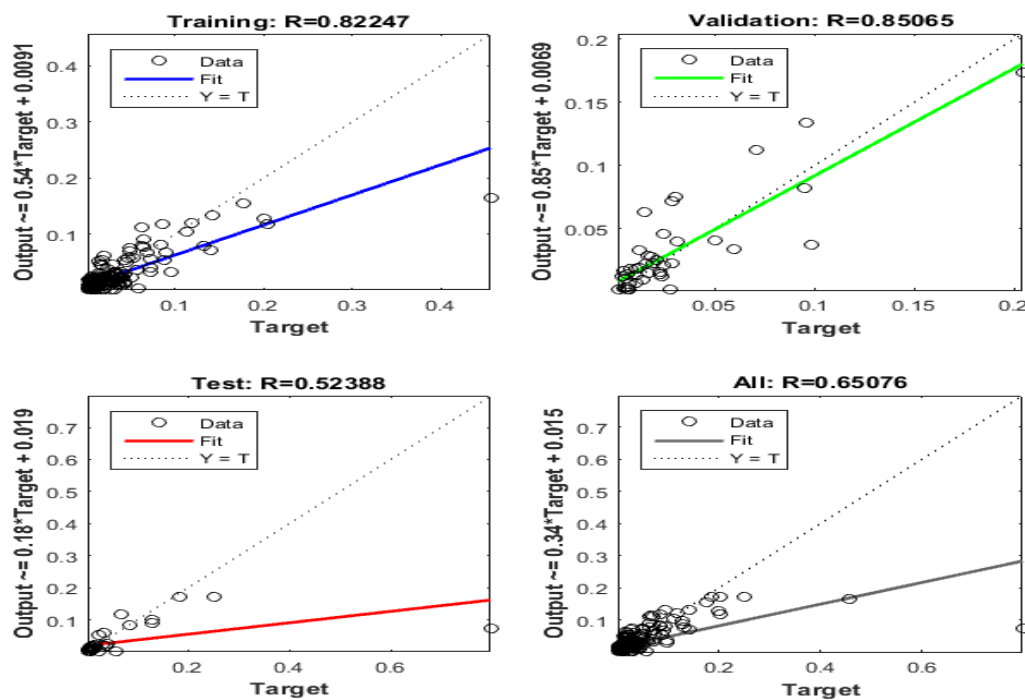 Training: R=0.82247
Output ~= 0.54*Target + 0.0091
0.4
0.3
0.2
0.1
Data
Fit
Y = T
0.1 0.2 0.3 0.4
Target
Validation: R=0.85065
Output ~= 0.85*Target + 0.0069
0.2
0.15
0.1
0.05
Data
Fit
Y = T
0.05 0.1 0.15 0.2
Target
Test: R=0.52388
Output ~= 0.18*Target + 0.019
0.7
0.6
0.5
0.4
0.3
0.2
0.1
Data
Fit
Y = T
0.2 0.4 0.6
Target
All: R=0.65076
Output ~= 0.34*Target + 0.015
0.7
0.6
0.5
0.4
0.3
0.2
0.1
Data
Fit
Y = T
0.2 0.4 0.6
Target